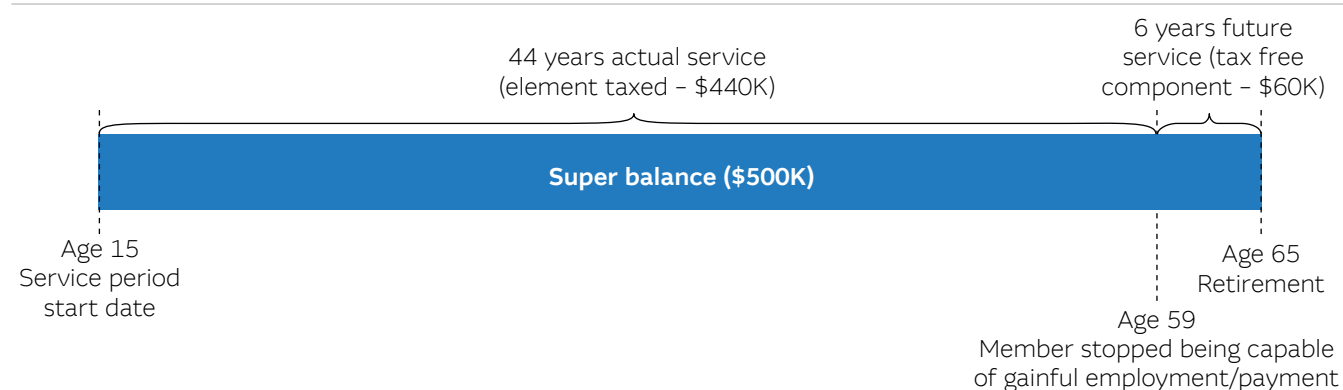 44 years actual service
(element taxed – $440K)
6 years future
service (tax free
component – $60K)
Super balance ($500K)
Age 15
Service period
start date
Age 65
Retirement
Age 59
Member stopped being capable
of gainful employment/payment